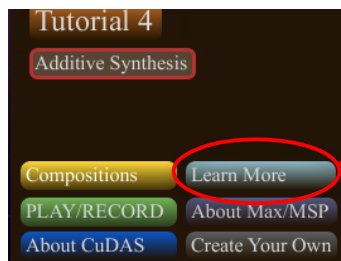 Tutorial 4
Additive Synthesis
Compositions Learn More
PLAY/RECORD About Max/MSP
About CuDAS Create Your Own